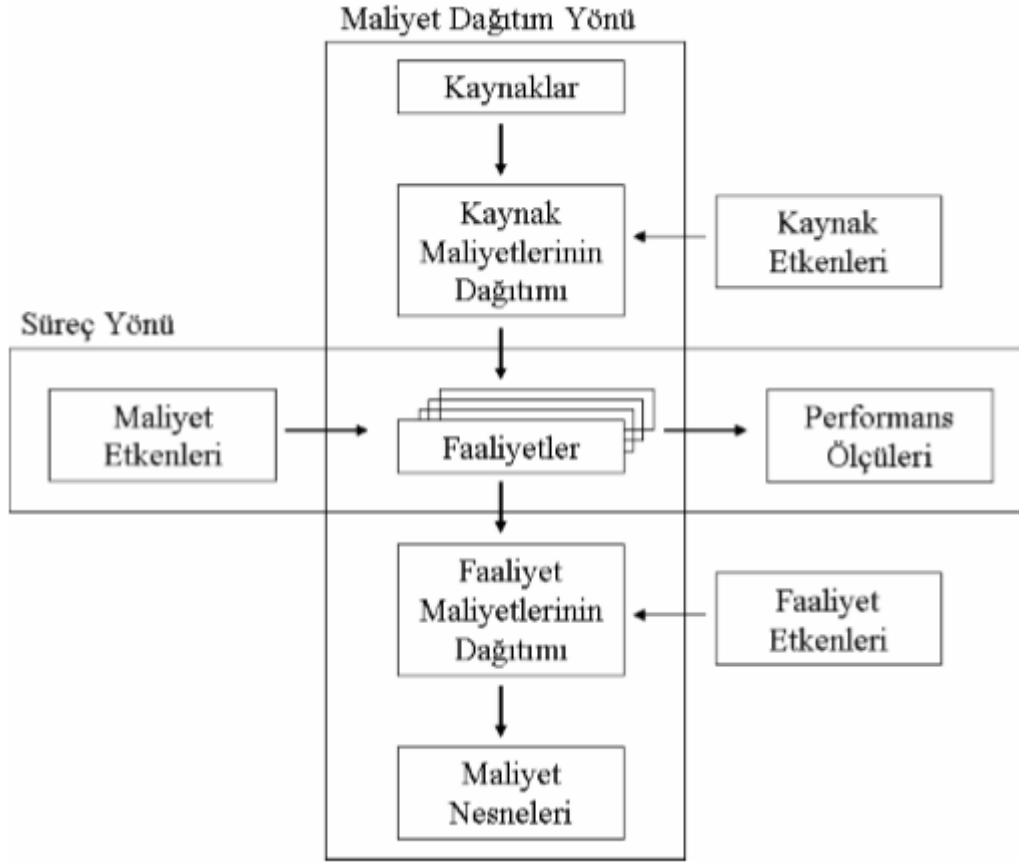 Maliyet Dağıtım Yönü
Kaynaklar
Kaynak
Maliyetlerinin
Dağıtımı
Kaynak
Etkenleri
Süreç Yönü
Maliyet
Etkenleri
Faaliyetler
Performans
Ölçüleri
Faaliyet
Maliyetlerinin
Dağıtımı
Faaliyet
Etkenleri
Maliyet
Nesneleri